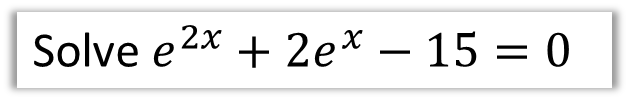 Solve e^{2x} + 2e^x − 15 = 0